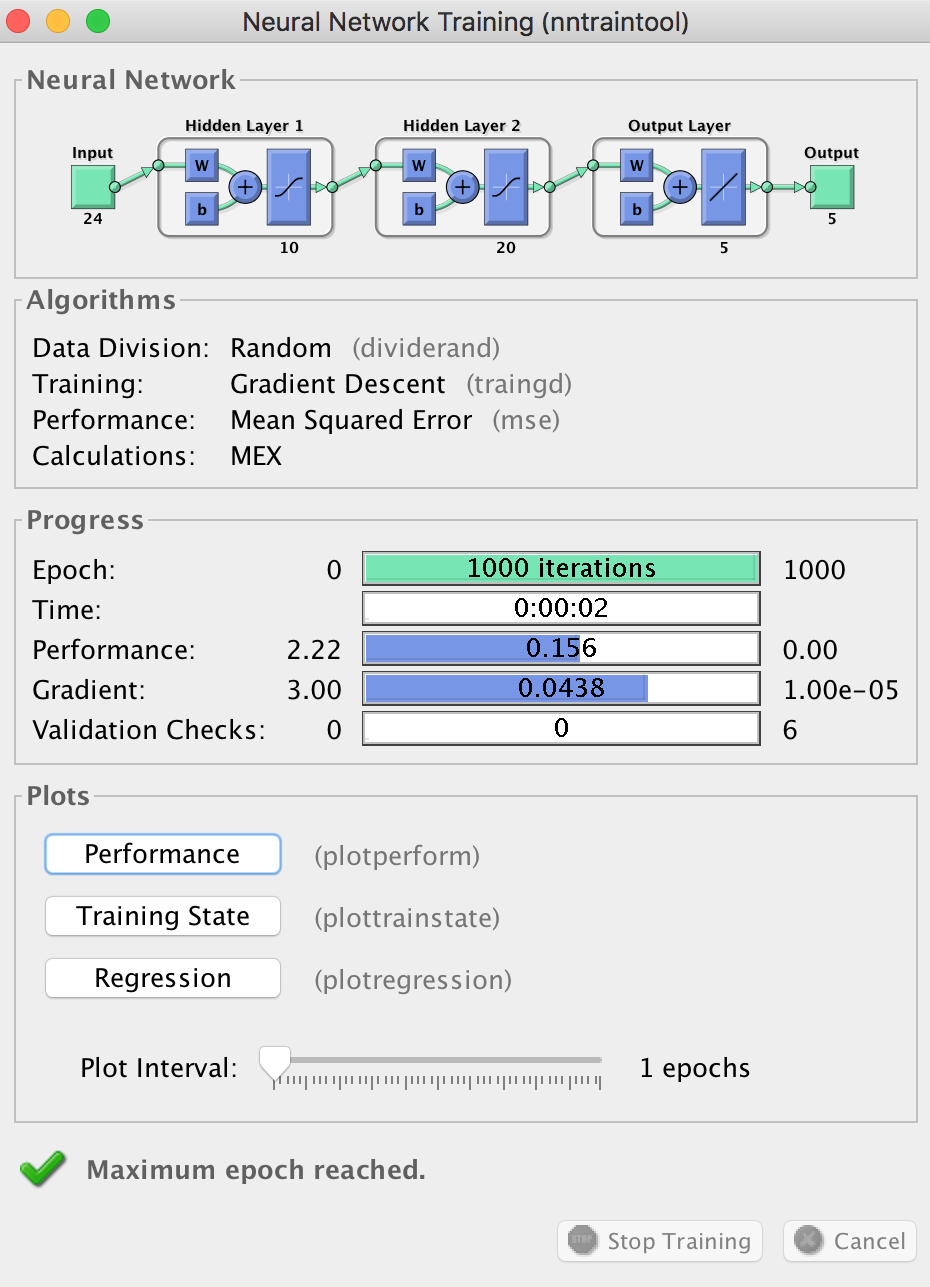 Neural Network Training (nntraintool)
Neural Network
Hidden Layer 1 Hidden Layer 2 Output Layer
Input Output
W W W
b b b
+ + +
24 5
10 20 5
Algorithms
Data Division: Random (dividerand)
Training: Gradient Descent (traingd)
Performance: Mean Squared Error (mse)
Calculations: MEX
Progress
Epoch: 0 1000 iterations 1000
Time: 0:00:02
Performance: 2.22 0.156 0.00
Gradient: 3.00 0.0438 1.00e-05
Validation Checks: 0 0 6
Plots
Performance (plotperform)
Training State (plottrainstate)
Regression (plotregression)
Plot Interval: 1 epochs
Maximum epoch reached.
STOP Stop Training Cancel